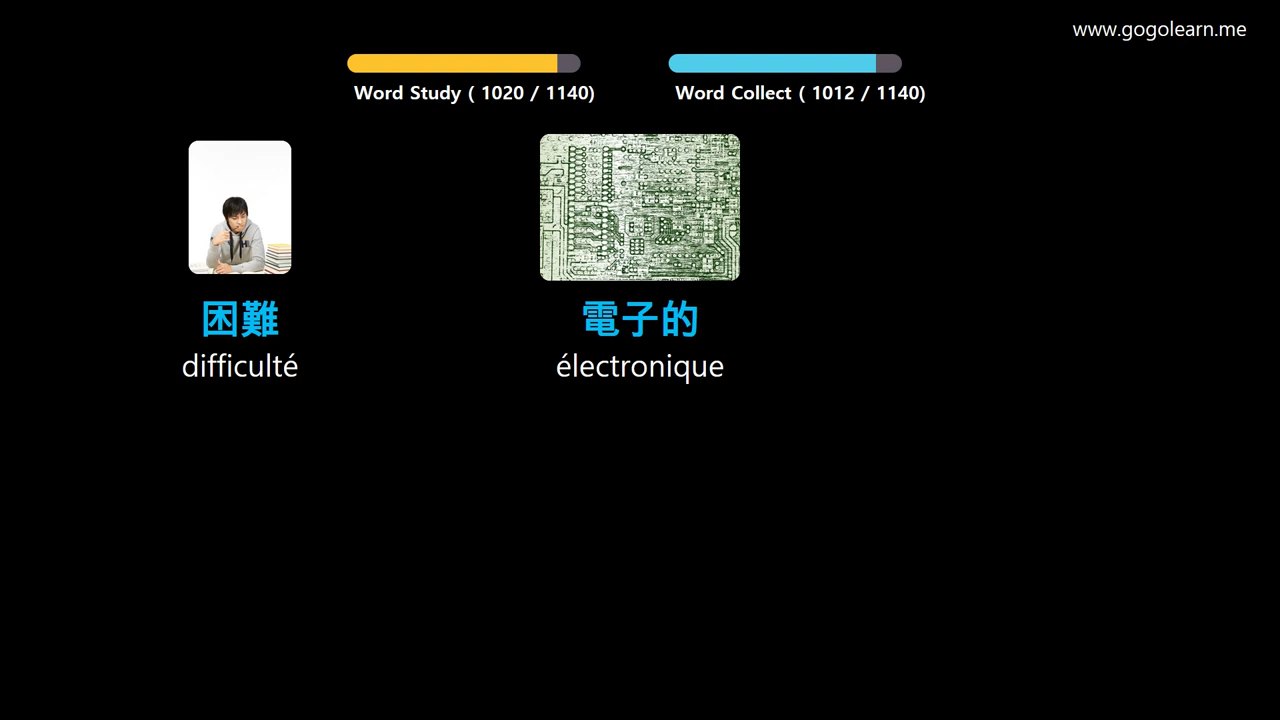 www.gogolearn.me
Word Study ( 1020 / 1140)
Word Collect ( 1012 / 1140)
困難
difficulté
電子的
électronique